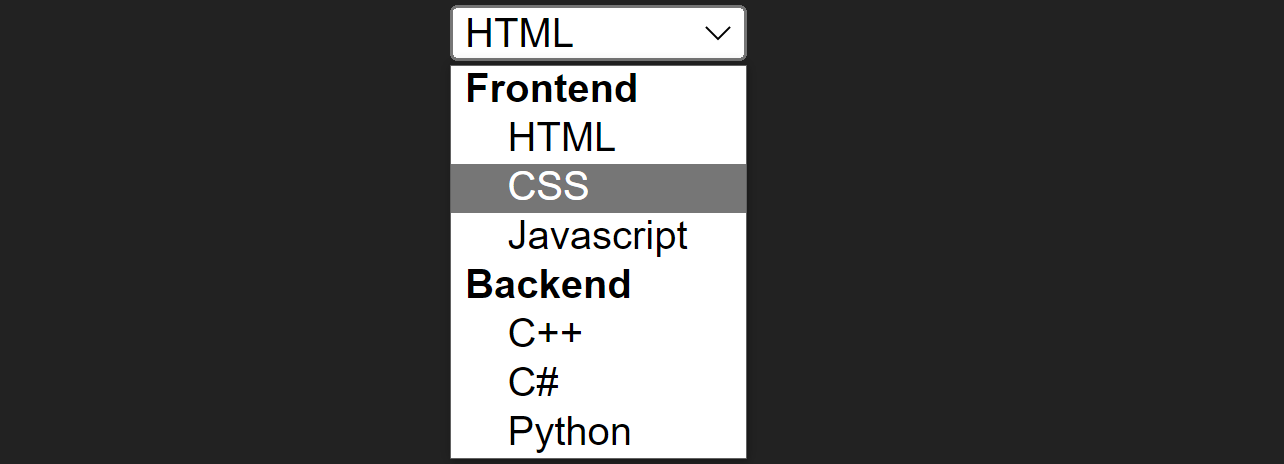 HTML
Frontend
HTML
CSS
Javascript
Backend
C++
C#
Python